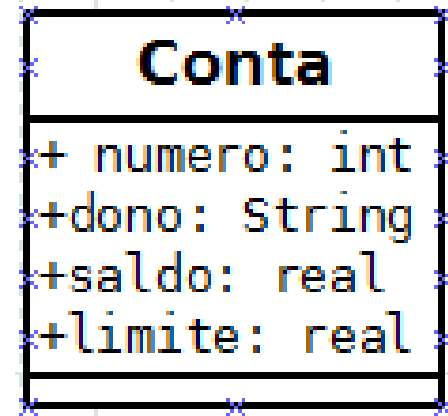 Conta
+ numero: int
+dono: String
+saldo: real
+limite: real